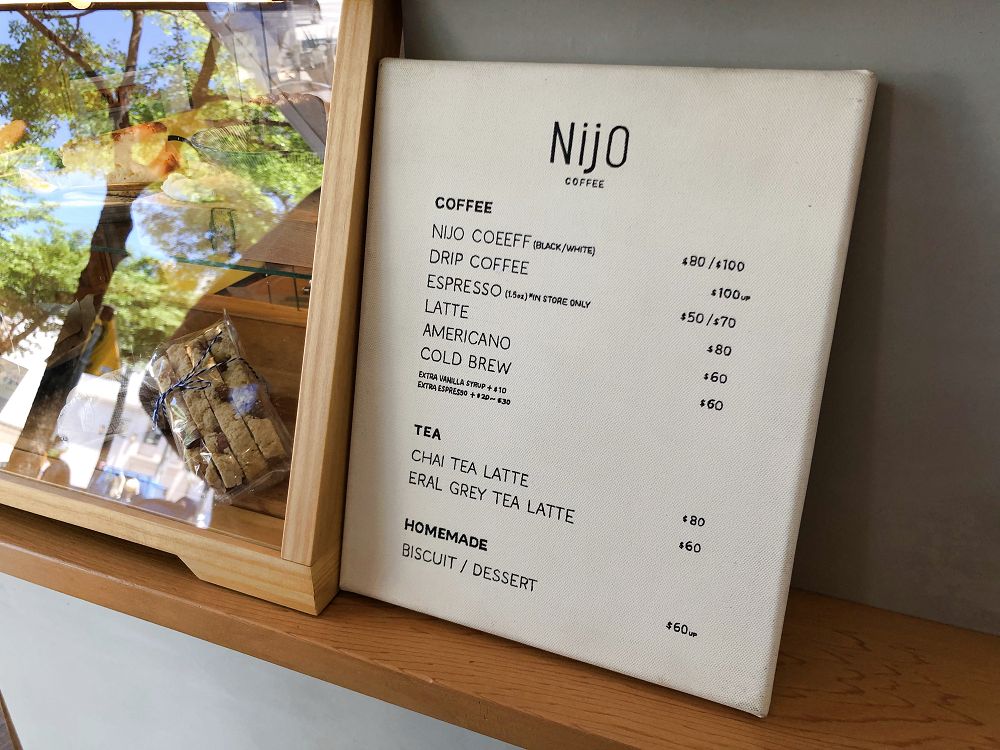 NijO
COFFEE
COFFEE
NIJO COEEFF (BLACK/WHITE) $80/$100
DRIP COFFEE $100UP
ESPRESSO (1.5oz) *IN STORE ONLY $50/$70
LATTE $80
AMERICANO $60
COLD BREW $60
EXTRA VANILLA SYRUP + $10
EXTRA ESPRESSO + $20~$30
TEA
CHAI TEA LATTE $80
ERAL GREY TEA LATTE $60
HOMEMADE
BISCUIT / DESSERT $60UP